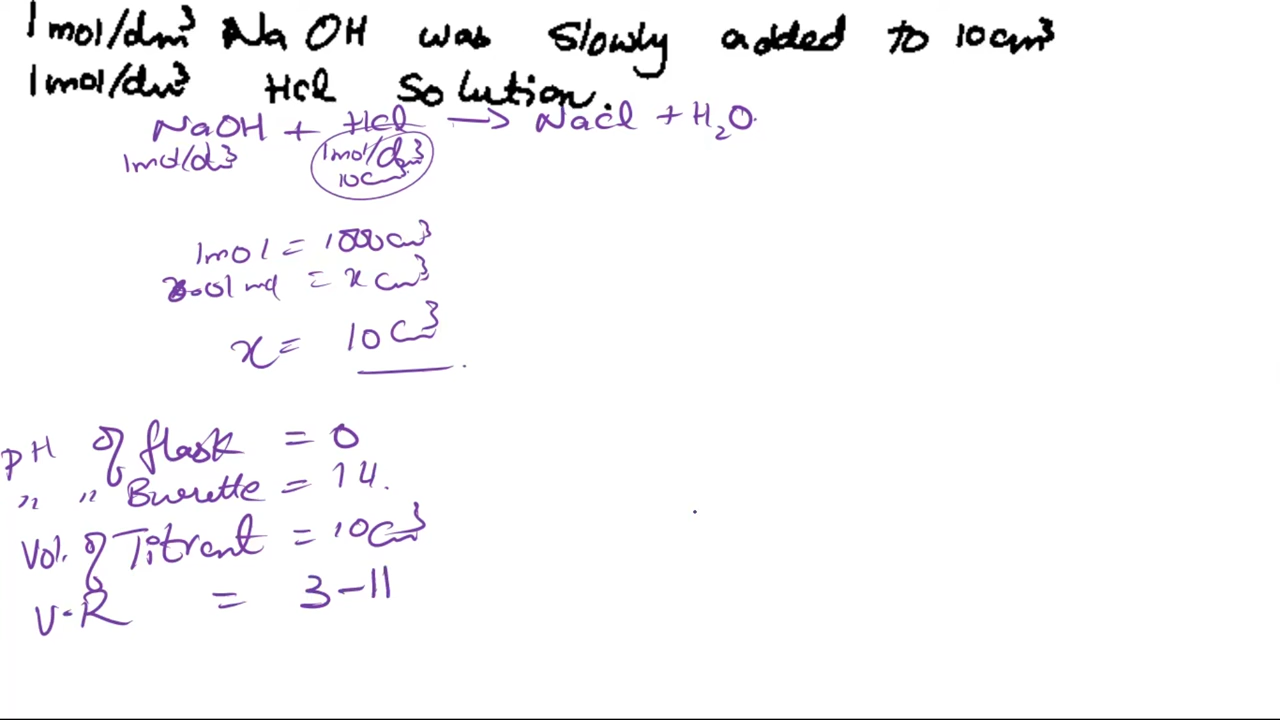 1mol/dm³ NaOH was slowly added to 10cm³
1mol/dm³ HCl solution.
NaOH + HCl → NaCl + H₂O.
1mol/dm³ 1mol/dm³
10cm³
1mol = 1000cm³
0.01 mol = x cm³
x = 10cm³
pH of flask = 0
" " Burette = 14.
Vol. of Titrant = 10cm³
V.R = 3-11